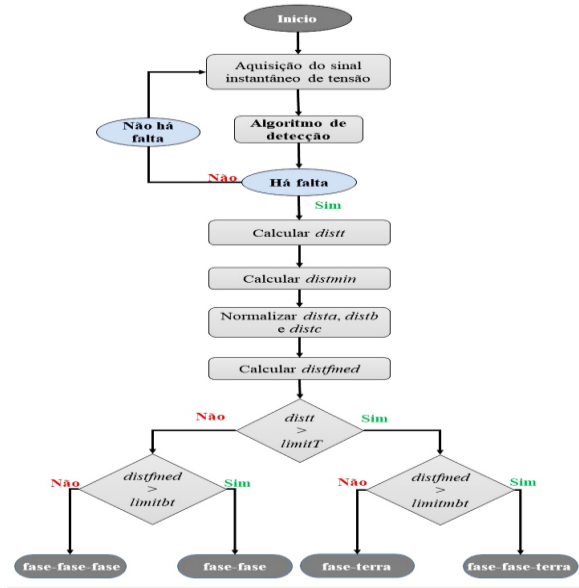 Início
Aquisição do sinal
instantâneo de tensão
Não há
falta
Algoritmo de
detecção
Não
Há falta
Sim
Calcular distt
Calcular distmin
Normalizar dista, distb
e distc
Calcular distfmed
Não
distt
>
limitT
Sim
Não
distfmed
>
limitbt
Sim
Não
distfmed
>
limitmbt
Sim
fase-fase-fase
fase-fase
fase-terra
fase-fase-terra